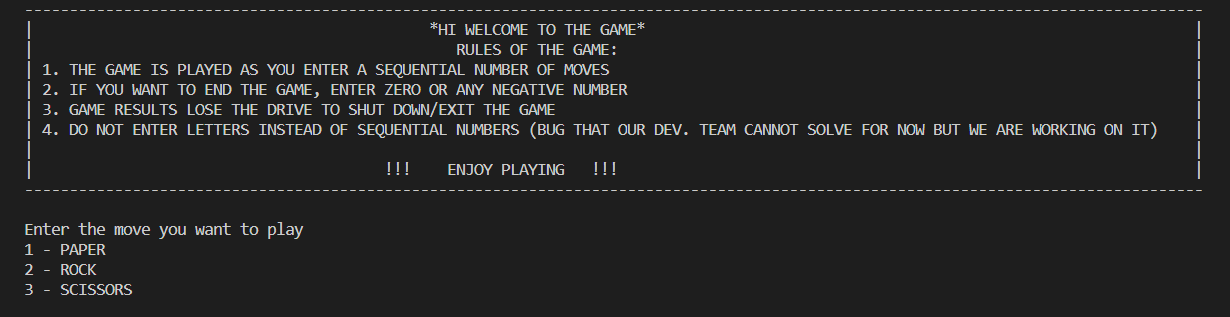 *HI WELCOME TO THE GAME*
RULES OF THE GAME:
1. THE GAME IS PLAYED AS YOU ENTER A SEQUENTIAL NUMBER OF MOVES
2. IF YOU WANT TO END THE GAME, ENTER ZERO OR ANY NEGATIVE NUMBER
3. GAME RESULTS LOSE THE DRIVE TO SHUT DOWN/EXIT THE GAME
4. DO NOT ENTER LETTERS INSTEAD OF SEQUENTIAL NUMBERS (BUG THAT OUR DEV. TEAM CANNOT SOLVE FOR NOW BUT WE ARE WORKING ON IT)
!!! ENJOY PLAYING !!!
Enter the move you want to play
1 - PAPER
2 - ROCK
3 - SCISSORS